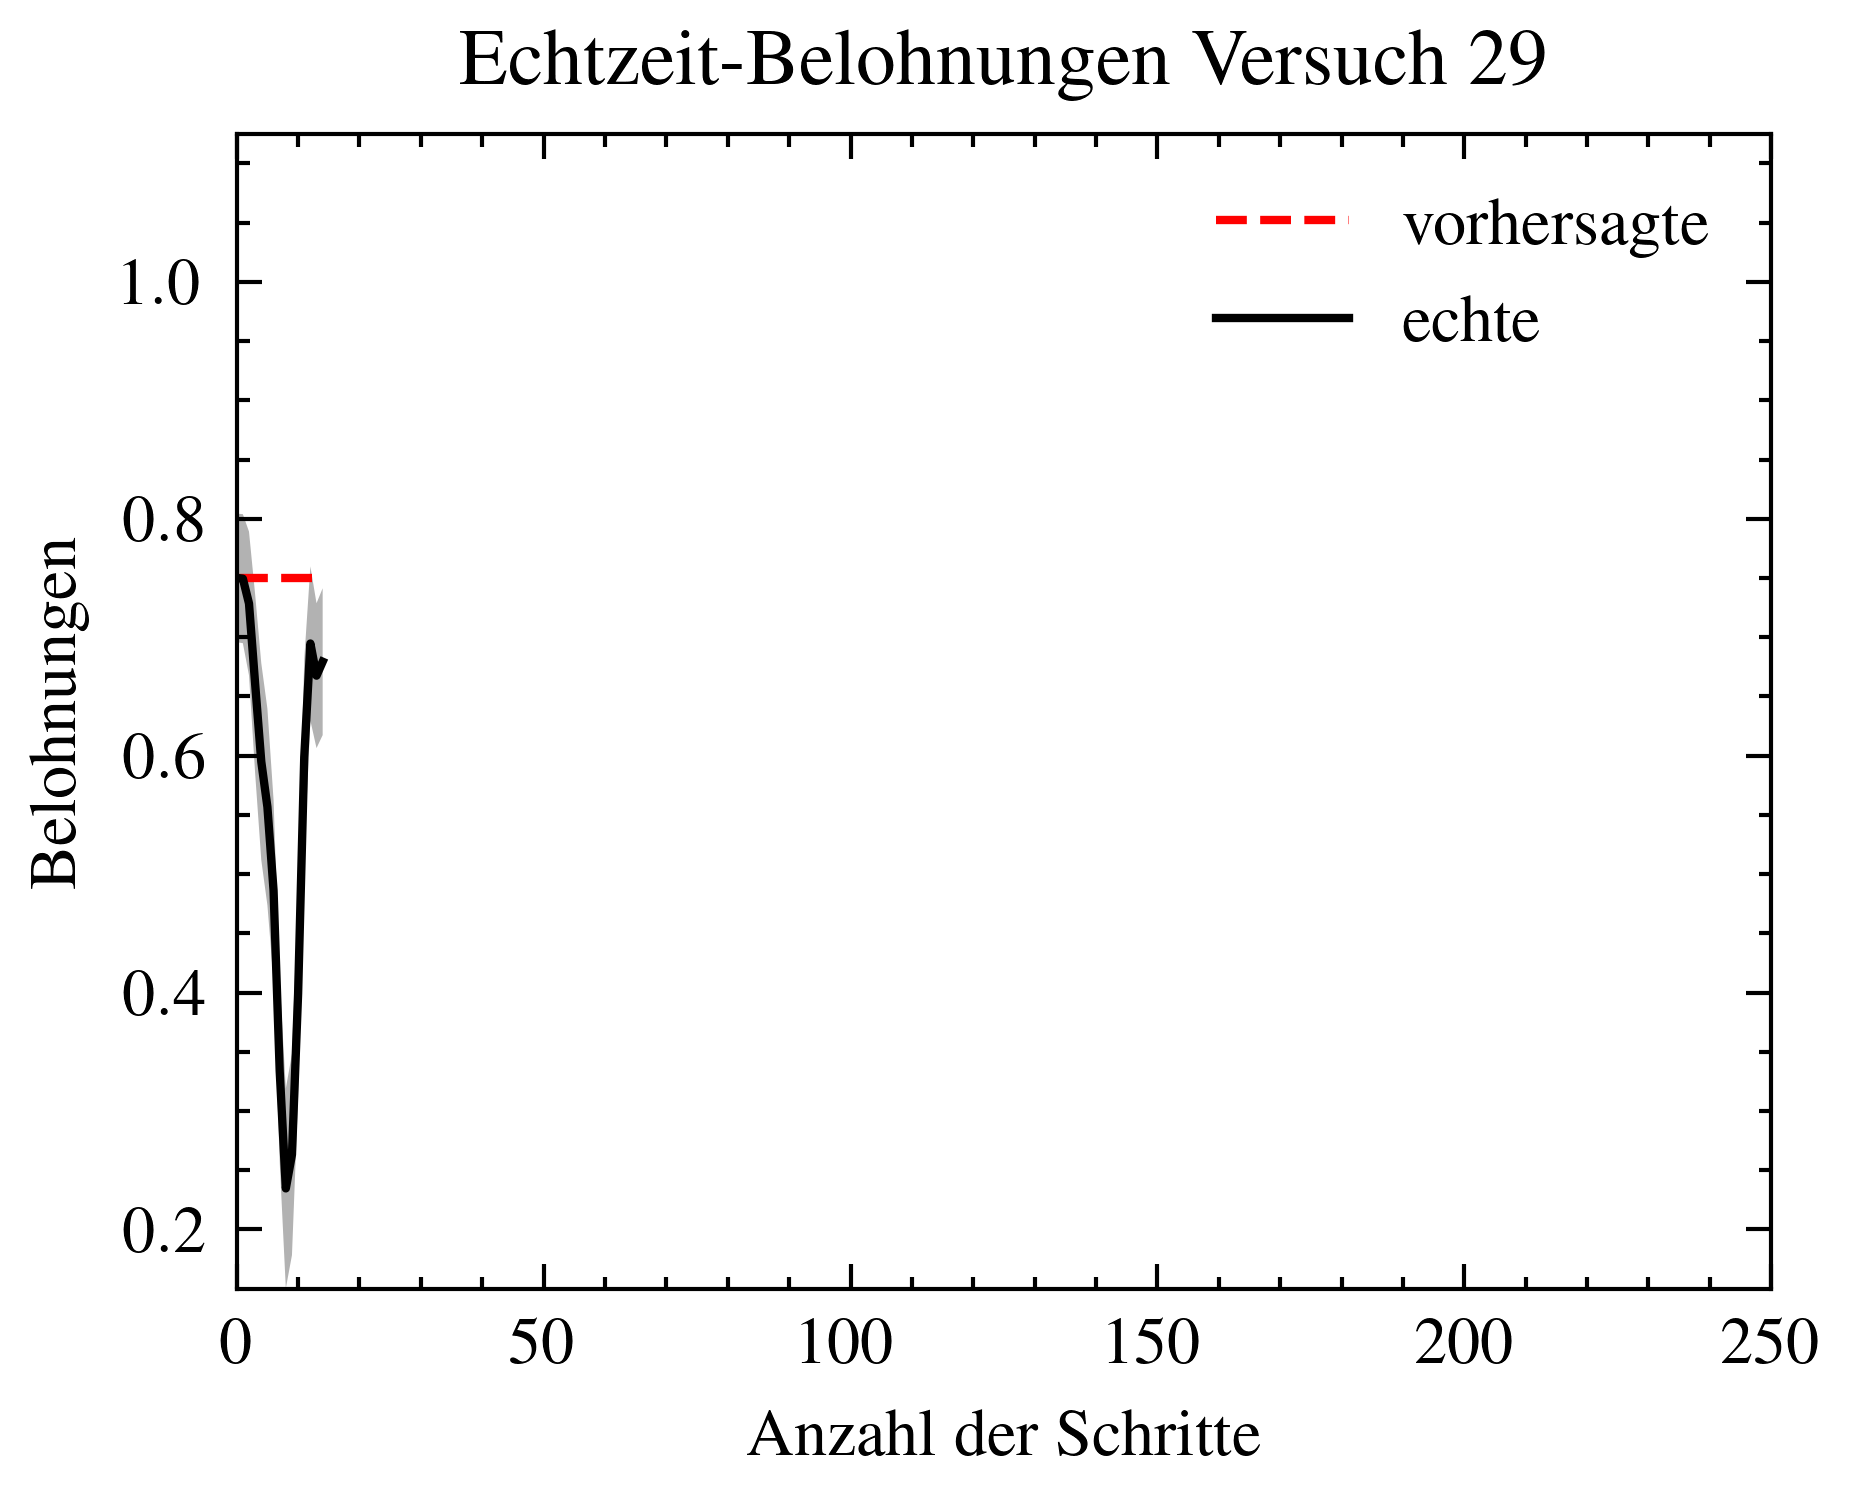 Echtzeit-Belohnungen Versuch 29
vorhersagte
echte
1.0
0.8
0.6
0.4
0.2
Belohnungen
0 50 100 150 200 250
Anzahl der Schritte